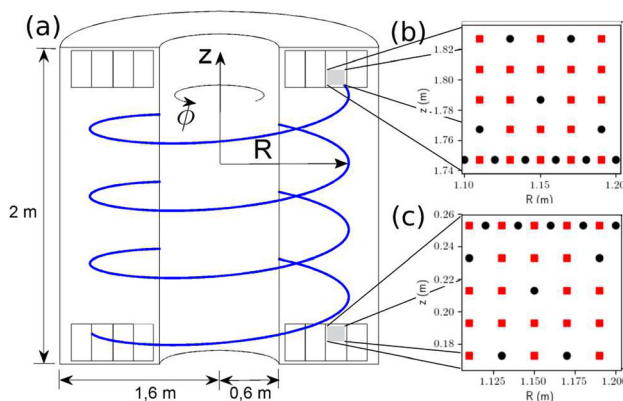 (a)
z
ϕ
R
2 m
1,6 m
0,6 m
(b)
1.82
1.80
1.78
1.76
1.74
z (m)
1.10
1.15
1.20
R (m)
(c)
0.26
0.24
0.22
0.20
0.18
z (m)
1.125
1.150
1.175
1.200
R (m)